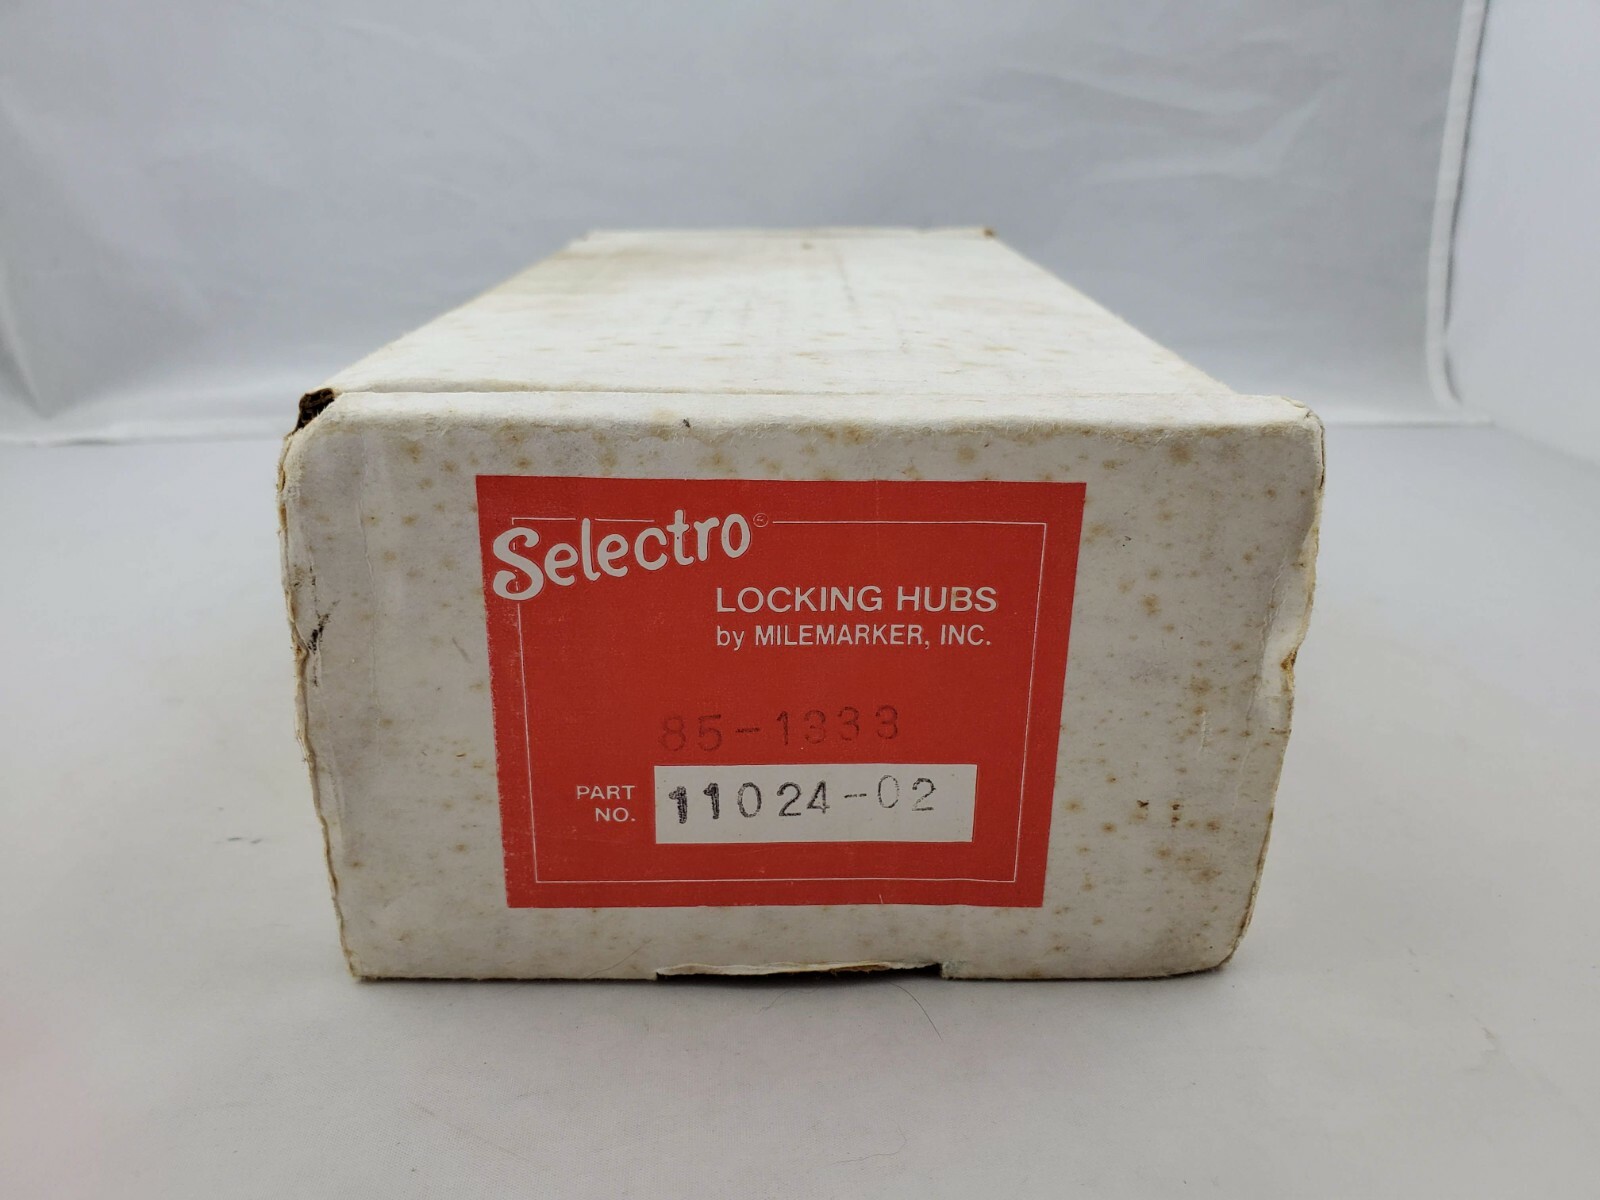 Selectro®
LOCKING HUBS
by MILEMARKER, INC.
85-1333
PART NO.
11024-02